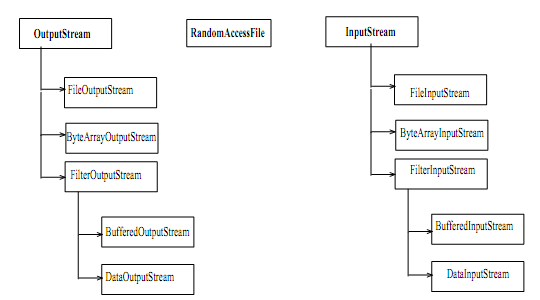 OutputStream
RandomAccessFile
InputStream
FileOutputStream
ByteArrayOutputStream
FilterOutputStream
BufferedOutputStream
DataOutputStream
FileInputStream
ByteArrayInputStream
FilterInputStream
BufferedInputStream
DataInputStream